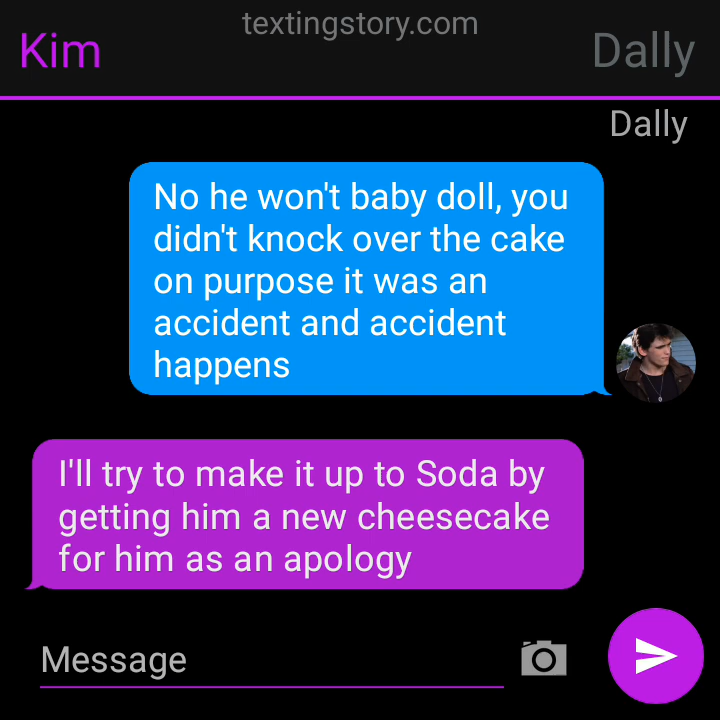 textingstory.com
Kim
Dally
Dally
No he won't baby doll, you
didn't knock over the cake
on purpose it was an
accident and accident
happens
I'll try to make it up to Soda by
getting him a new cheesecake
for him as an apology
Message